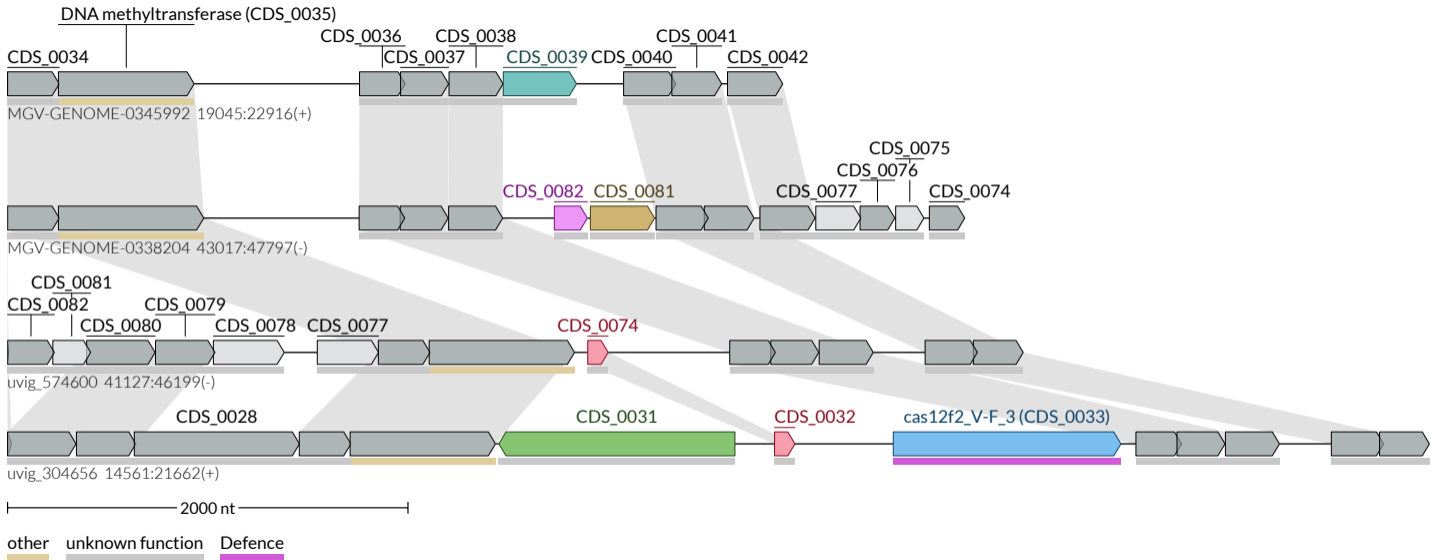 DNA methyltransferase (CDS_0035)
CDS_0036 CDS_0038 CDS_0041
CDS_0034 CDS_0037 CDS_0039 CDS_0040 CDS_0042
MGV-GENOME-0345992 19045:22916(+)
CDS_0075
CDS_0076
CDS_0082 CDS_0081 CDS_0077 CDS_0074
MGV-GENOME-0338204 43017:47797(-)
CDS_0081
CDS_0082 CDS_0079
CDS_0080 CDS_0078 CDS_0077 CDS_0074
uvig_574600 41127:46199(-)
CDS_0028 CDS_0031 CDS_0032 cas12f2_V-F_3 (CDS_0033)
uvig_304656 14561:21662(+)
2000 nt
other unknown function Defence